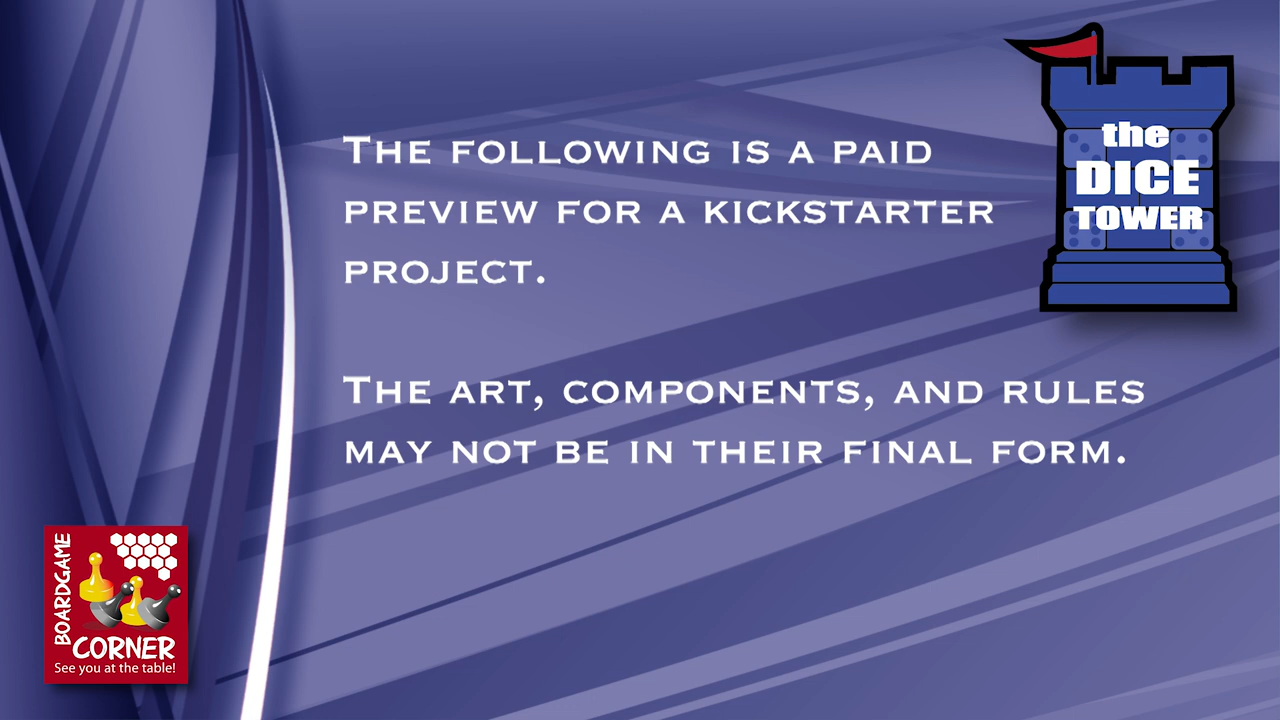 The following is a paid
preview for a Kickstarter
project.
The art, components, and rules
may not be in their final form.
the
DICE
TOWER
BOARDGAME
CORNER
See you at the table!